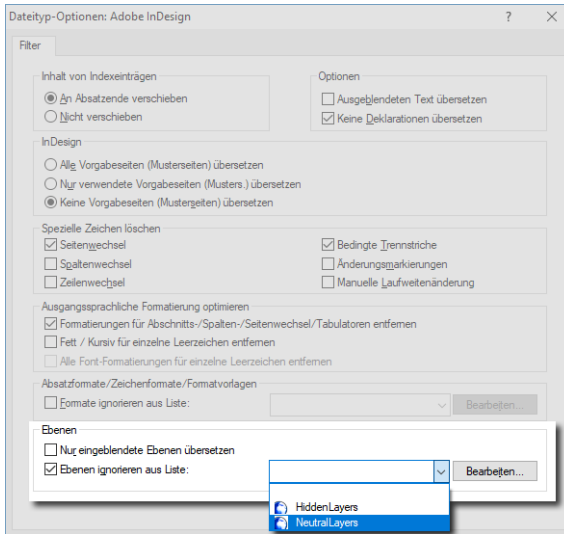 Dateityp-Optionen: Adobe InDesign
Filter
Inhalt von Indexeinträgen
An Absatzende verschieben
Nicht verschieben
Optionen
Ausgeblendeten Text übersetzen
Keine Deklarationen übersetzen
InDesign
Alle Vorgabeseiten (Musterseiten) übersetzen
Nur verwendete Vorgabeseiten (Musters.) übersetzen
Keine Vorgabeseiten (Musterseiten) übersetzen
Spezielle Zeichen löschen
Seitenwechsel
Spaltenwechsel
Zeilenwechsel
Bedingte Trennstriche
Änderungsmarkierungen
Manuelle Laufweitenänderung
Ausgangssprachliche Formatierung optimieren
Formatierungen für Abschnitts-/Spalten-/Seitenwechsel/Tabulatoren entfernen
Fett / Kursiv für einzelne Leerzeichen entfernen
Alle Font-Formatierungen für einzelne Leerzeichen entfernen
Absatzformate/Zeichenformate/Formatvorlagen
Formate ignorieren aus Liste:
Bearbeiten...
Ebenen
Nur eingeblendete Ebenen übersetzen
Ebenen ignorieren aus Liste:
Bearbeiten...
HiddenLayers
NeutralLayers